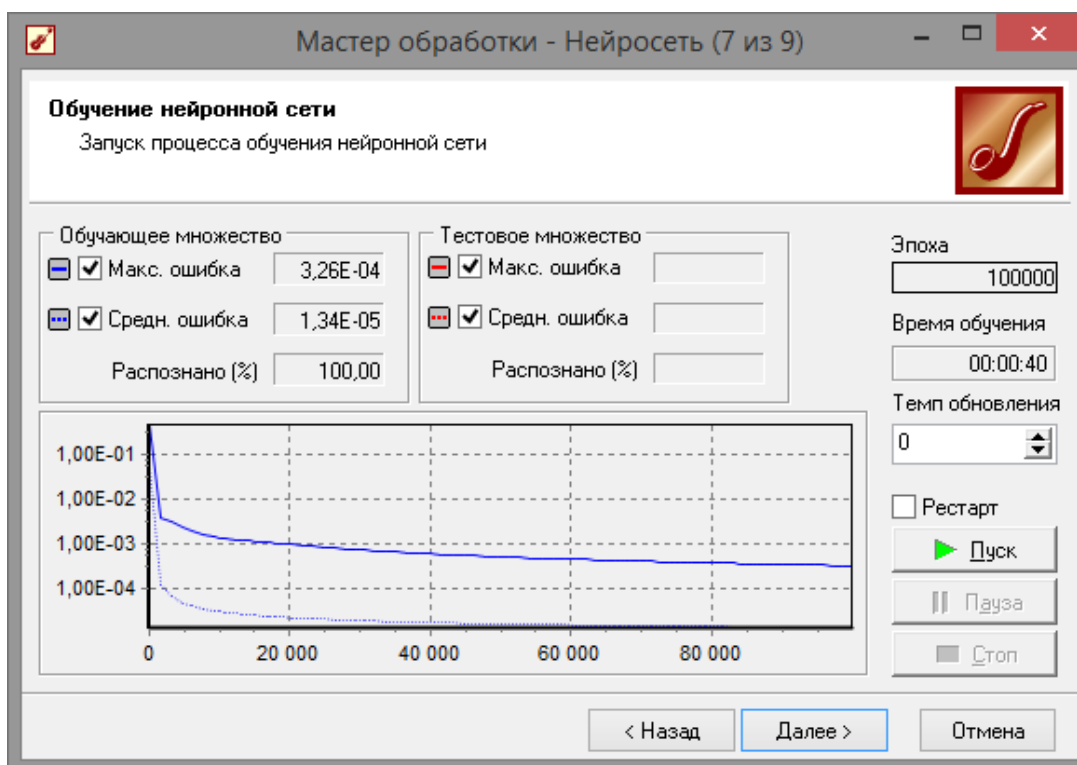 Мастер обработки - Нейросеть (7 из 9)
Обучение нейронной сети
Запуск процесса обучения нейронной сети
Обучающее множество
Макс. ошибка 3,26E-04
Средн. ошибка 1,34E-05
Распознано (%) 100,00
Тестовое множество
Макс. ошибка
Средн. ошибка
Распознано (%)
Эпоха
100000
Время обучения
00:00:40
Темп обновления
0
Рестарт
Пуск
Пауза
Стоп
1,00E-01
1,00E-02
1,00E-03
1,00E-04
0 20 000 40 000 60 000 80 000
< Назад Далее > Отмена